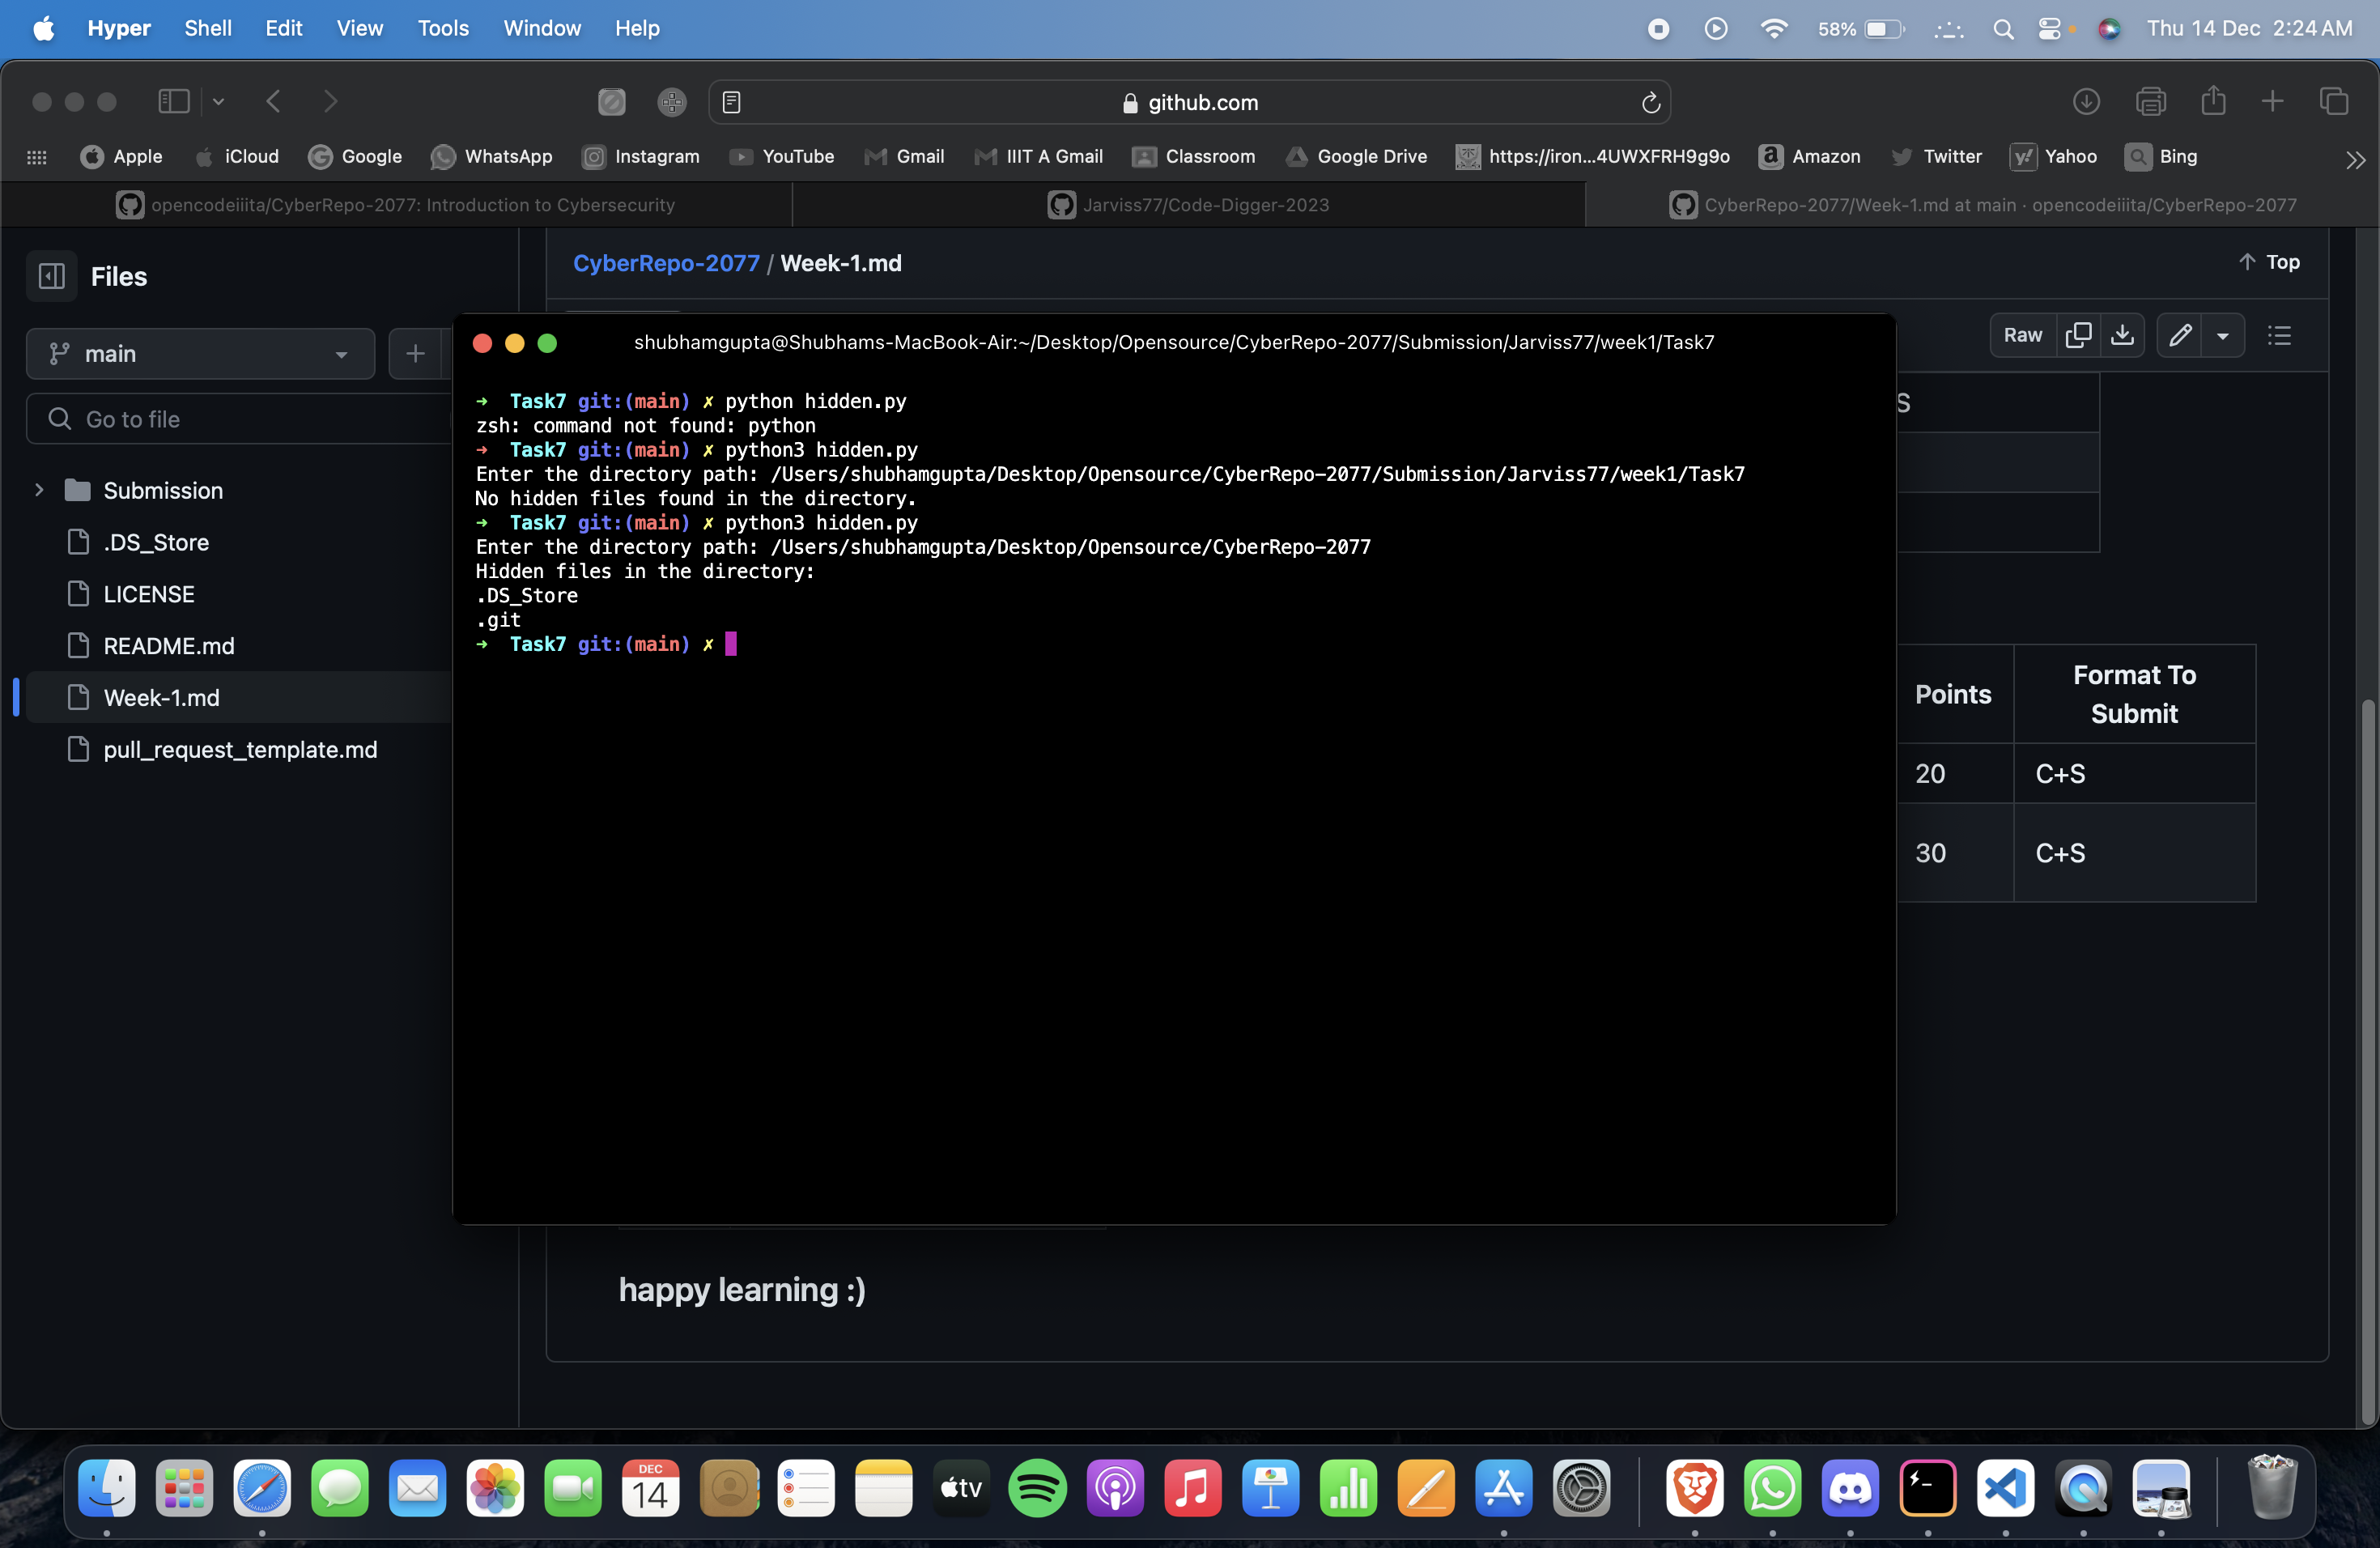 Hyper Shell Edit View Tools Window Help 58% Thu 14 Dec 2:24 AM
github.com
Apple iCloud Google WhatsApp Instagram YouTube Gmail IIIT A Gmail Classroom Google Drive https://iron...4UWXFRH9g9o Amazon Twitter Yahoo Bing
opencodeiiita/CyberRepo-2077: Introduction to Cybersecurity
Jarviss77/Code-Digger-2023
CyberRepo-2077/Week-1.md at main · opencodeiiita/CyberRepo-2077
Files
main
Go to file
Submission
.DS_Store
LICENSE
README.md
Week-1.md
pull_request_template.md
CyberRepo-2077 / Week-1.md
Top
Raw
shubhamgupta@Shubhams-MacBook-Air:~/Desktop/Opensource/CyberRepo-2077/Submission/Jarviss77/week1/Task7
➜ Task7 git:(main) ✗ python hidden.py
zsh: command not found: python
➜ Task7 git:(main) ✗ python3 hidden.py
Enter the directory path: /Users/shubhamgupta/Desktop/Opensource/CyberRepo-2077/Submission/Jarviss77/week1/Task7
No hidden files found in the directory.
➜ Task7 git:(main) ✗ python3 hidden.py
Enter the directory path: /Users/shubhamgupta/Desktop/Opensource/CyberRepo-2077
Hidden files in the directory:
.DS_Store
.git
➜ Task7 git:(main) ✗
S
Points
Format To
Submit
20 C+S
30 C+S
happy learning :)
DEC
14
tv